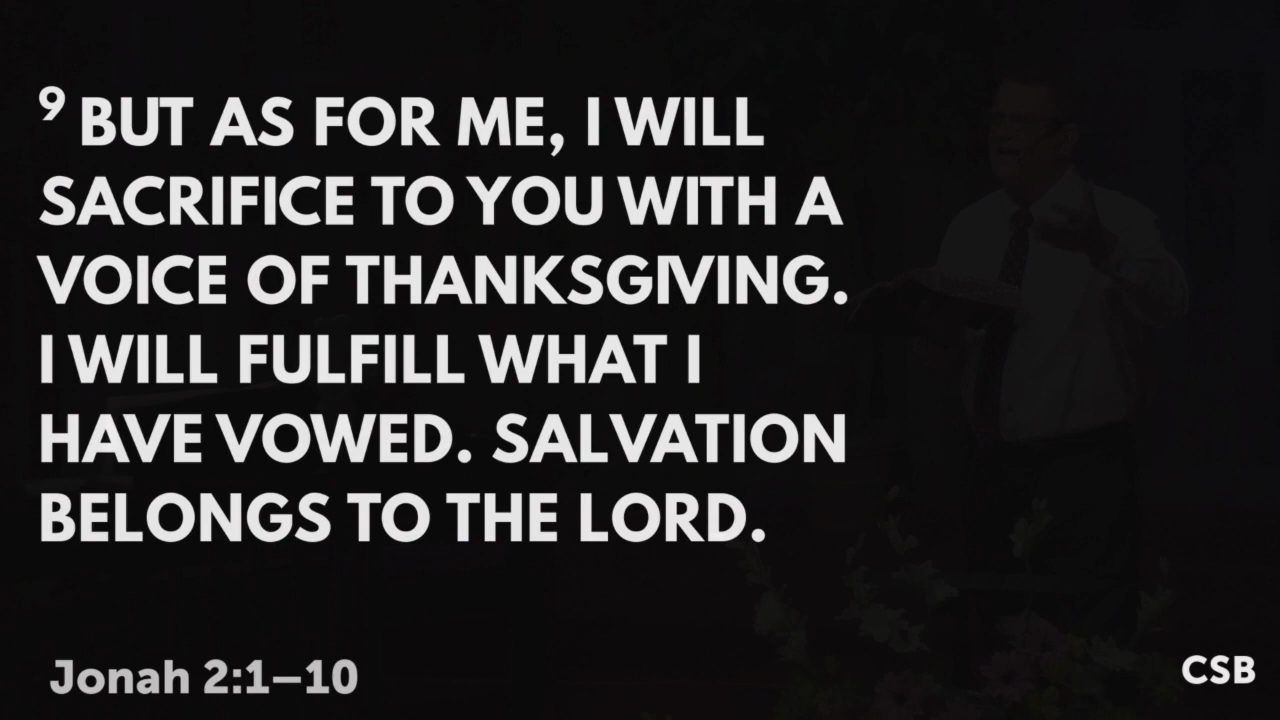 9 BUT AS FOR ME, I WILL
SACRIFICE TO YOU WITH A
VOICE OF THANKSGIVING.
I WILL FULFILL WHAT I
HAVE VOWED. SALVATION
BELONGS TO THE LORD.
Jonah 2:1–10
CSB